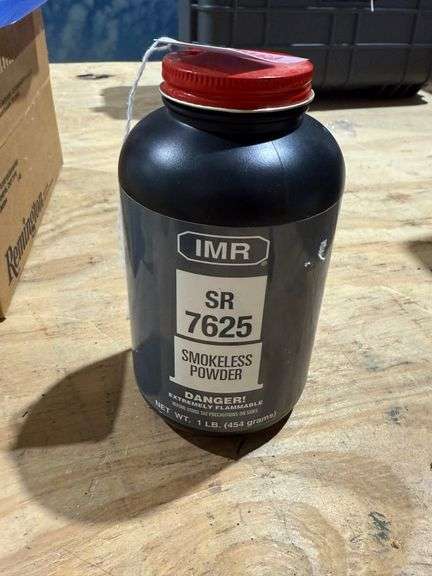 Remington
IMR
SR
7625
SMOKELESS
POWDER
DANGER!
EXTREMELY FLAMMABLE
NET WT. 1 LB. (454 grams)